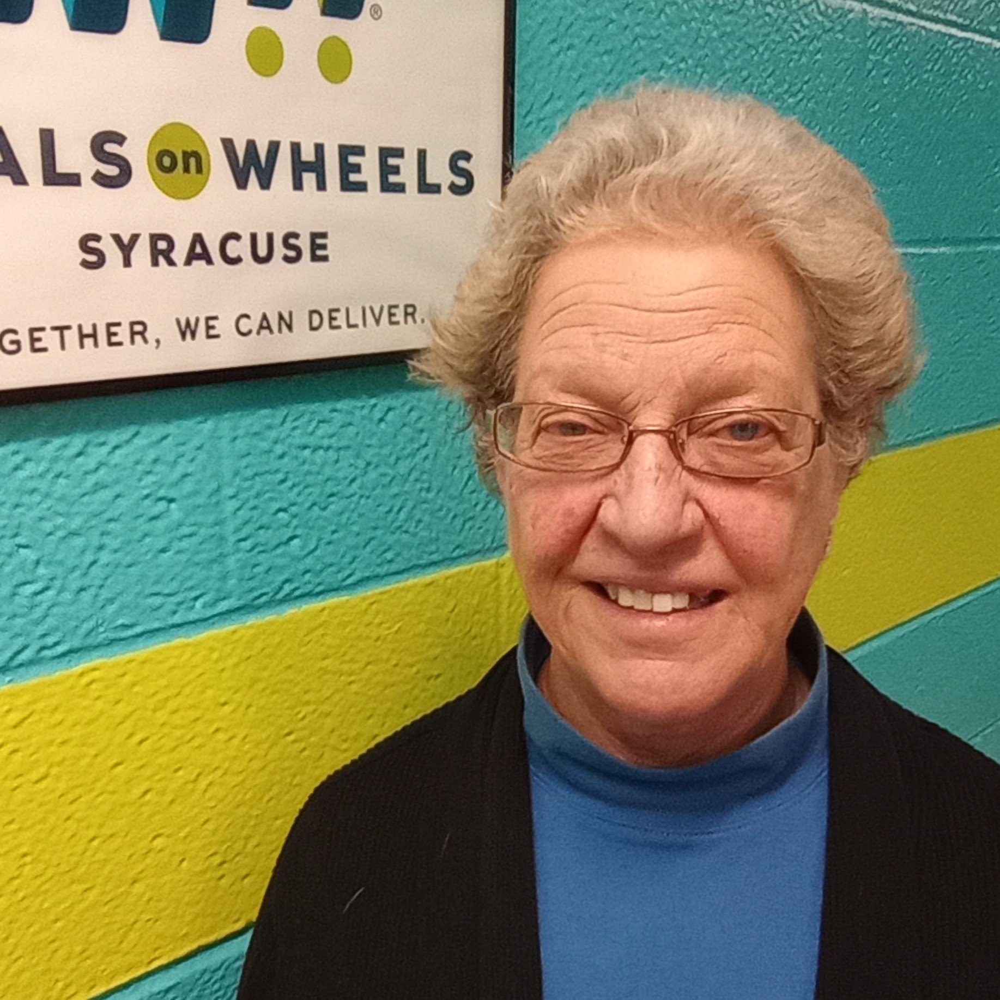 ®
ALS on WHEELS
SYRACUSE
GETHER, WE CAN DELIVER.